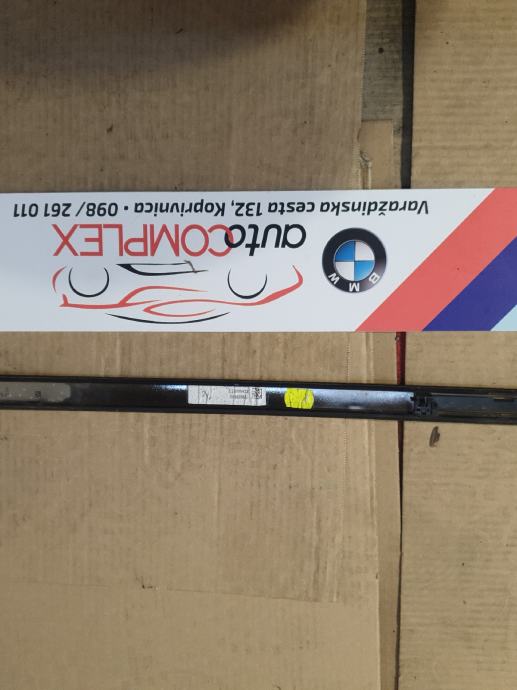 Varaždinska cesta 132, Koprivnica • 098/ 261 011
autoCOMPLEX
BMW